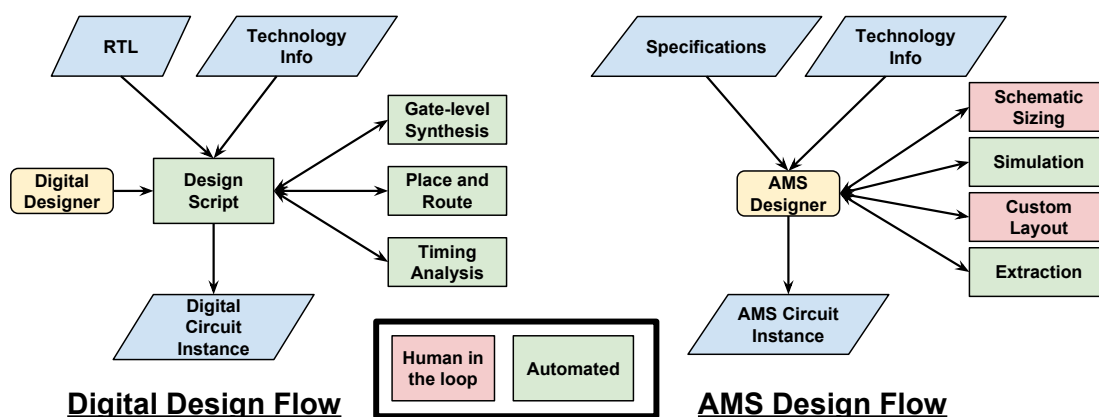 RTL
Technology
Info
Gate-level
Synthesis
Digital
Designer
Design
Script
Place and
Route
Timing
Analysis
Digital
Circuit
Instance
Digital Design Flow
Human in
the loop
Automated
Specifications
Technology
Info
Schematic
Sizing
Simulation
AMS
Designer
Custom
Layout
Extraction
AMS Circuit
Instance
AMS Design Flow